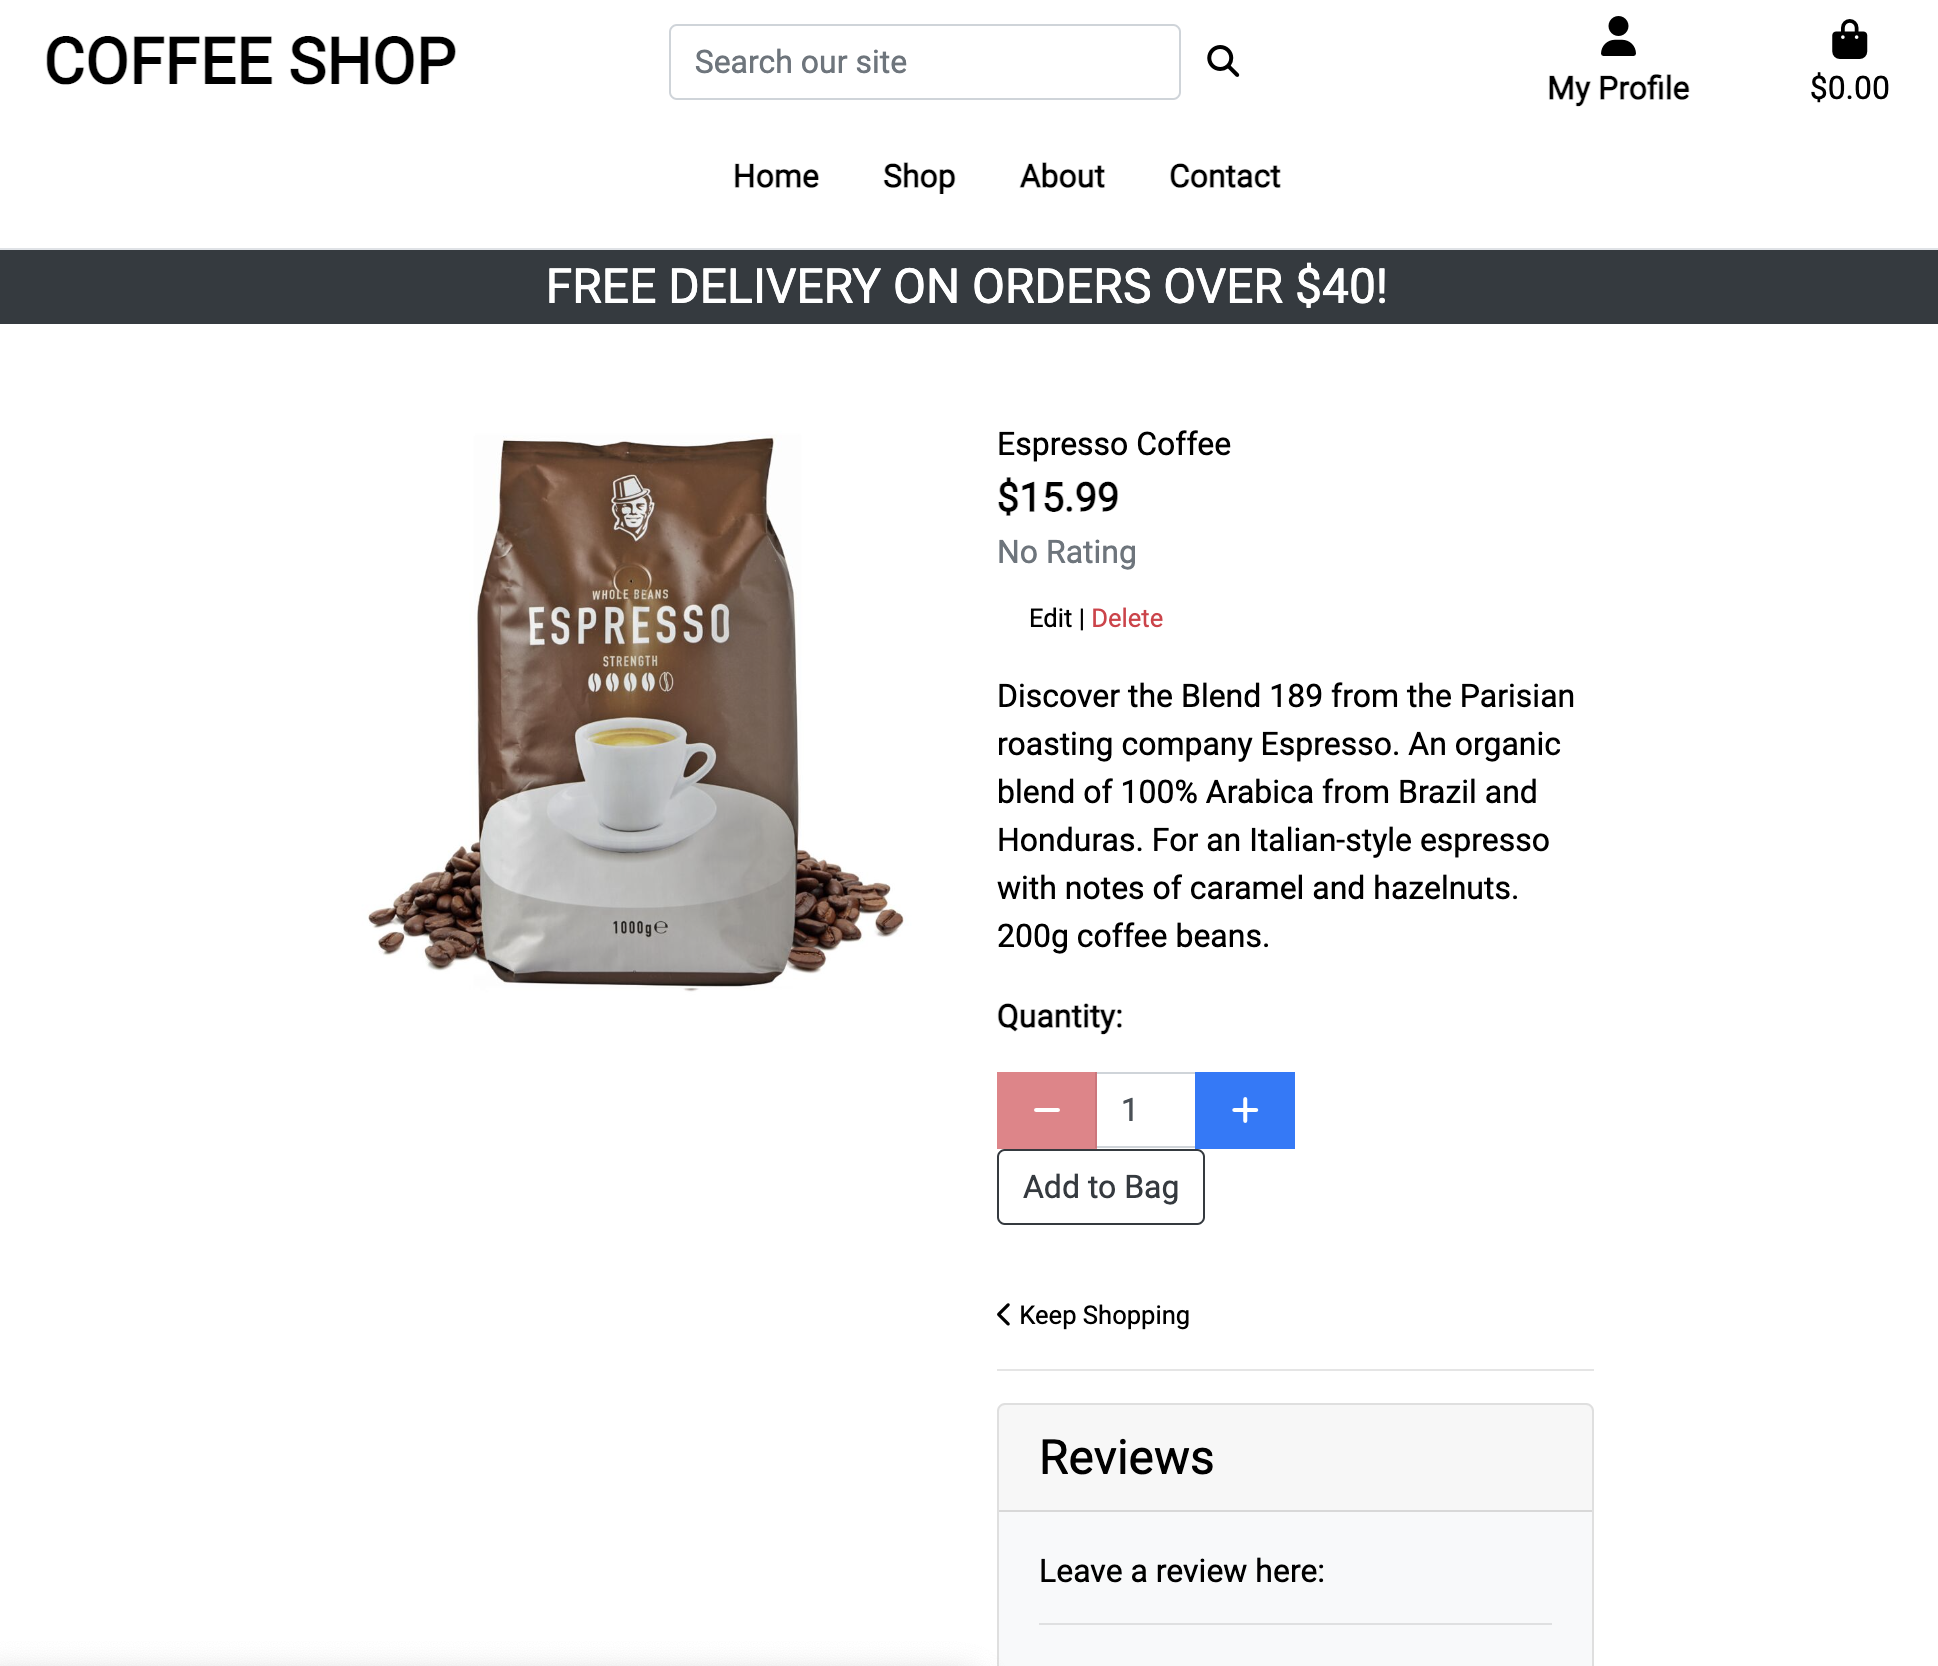 COFFEE SHOP
Search our site
My Profile
$0.00
Home Shop About Contact
FREE DELIVERY ON ORDERS OVER $40!
WHOLE BEANS
ESPRESSO
STRENGTH
1000g℮
Espresso Coffee
$15.99
No Rating
Edit | Delete
Discover the Blend 189 from the Parisian
roasting company Espresso. An organic
blend of 100% Arabica from Brazil and
Honduras. For an Italian-style espresso
with notes of caramel and hazelnuts.
200g coffee beans.
Quantity:
− 1 +
Add to Bag
Keep Shopping
Reviews
Leave a review here: